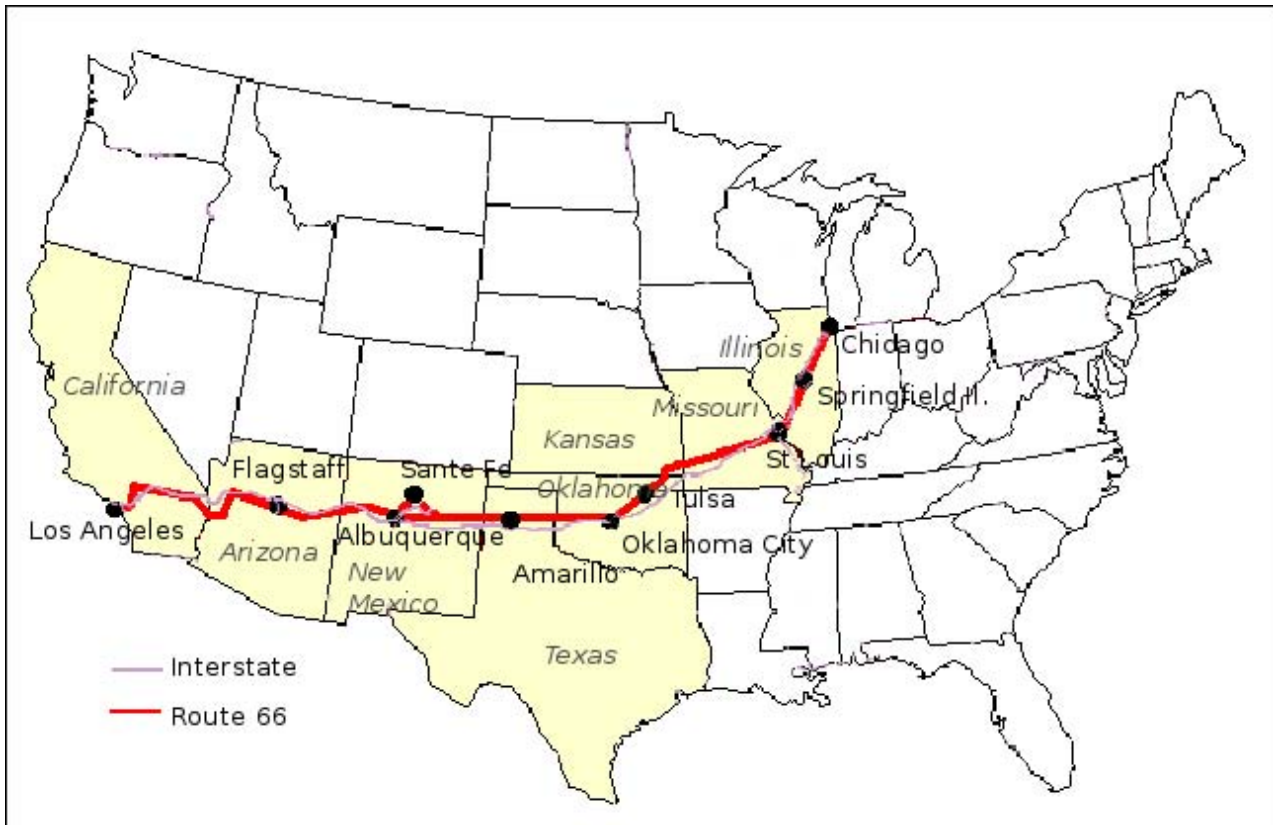 Illinois
Chidago
California
Springfield Il.
Missouri
Kansas
St Louis
Flagstaff
Sante Fe
Oklahoma
Tulsa
Los Angeles
Arizona
Albuquerque
Oklahoma City
New
Mexico
Amarillo
Texas
Interstate
Route 66